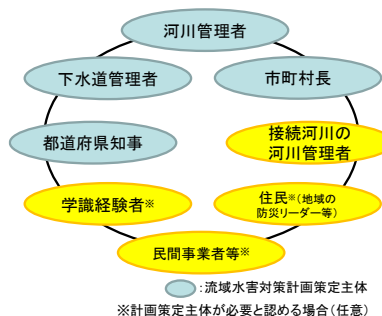 河川管理者
下水道管理者
市町村長
都道府県知事
接続河川の
河川管理者
学識経験者※
住民※(地域の
防災リーダー等)
民間事業者等※
:流域水害対策計画策定主体
※計画策定主体が必要と認める場合(任意)